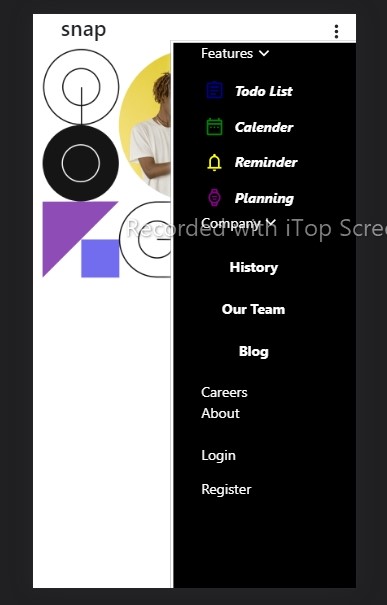 snap
Features
Todo List
Calender
Reminder
Planning
Company
Recorded with iTop Scree
History
Our Team
Blog
Careers
About
Login
Register